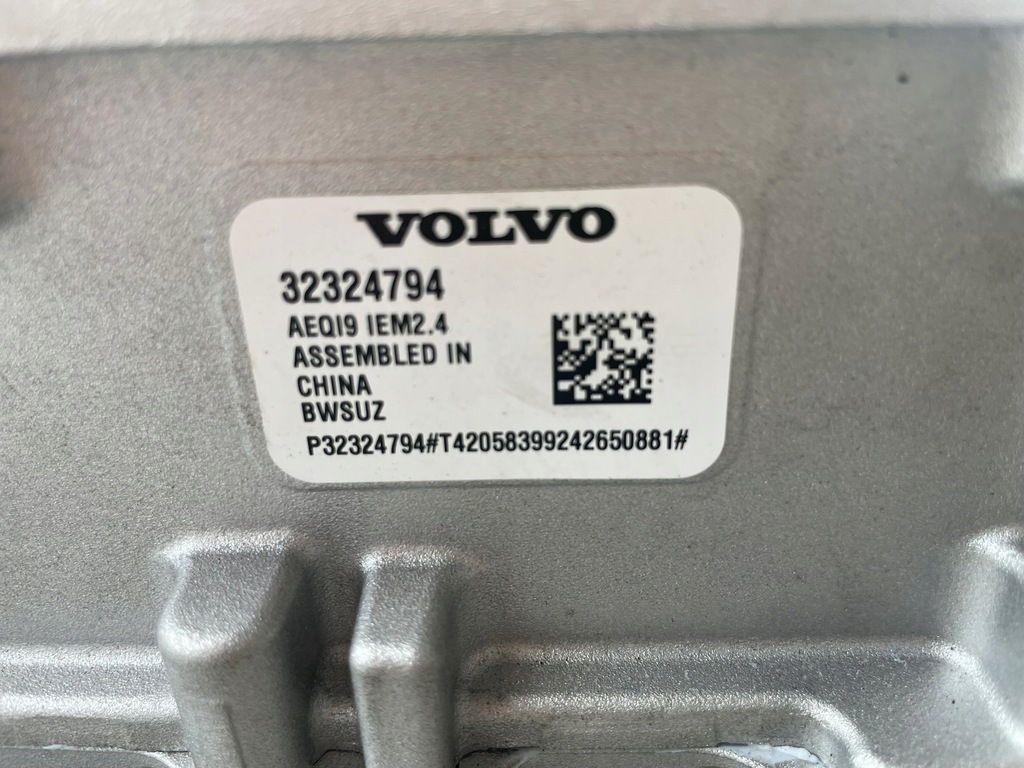 VOLVO
32324794
AEQI9 IEM2.4
ASSEMBLED IN
CHINA
BWSUZ
P32324794#T42058399242650881#